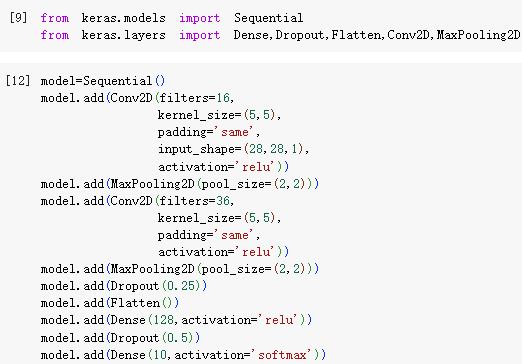 [9] from keras.models import Sequential
from keras.layers import Dense,Dropout,Flatten,Conv2D,MaxPooling2D
[12] model=Sequential()
model.add(Conv2D(filters=16,
kernel_size=(5,5),
padding='same',
input_shape=(28,28,1),
activation='relu'))
model.add(MaxPooling2D(pool_size=(2,2)))
model.add(Conv2D(filters=36,
kernel_size=(5,5),
padding='same',
activation='relu'))
model.add(MaxPooling2D(pool_size=(2,2)))
model.add(Dropout(0.25))
model.add(Flatten())
model.add(Dense(128,activation='relu'))
model.add(Dropout(0.5))
model.add(Dense(10,activation='softmax'))